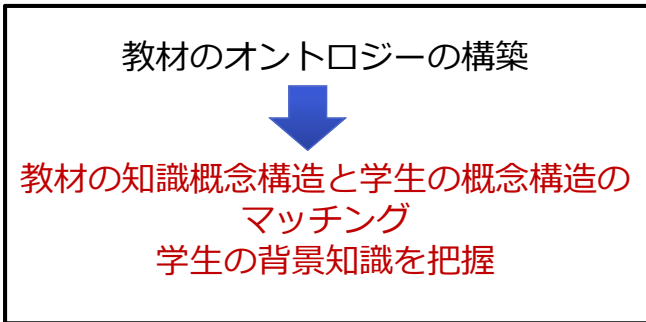 教材のオントロジーの構築
教材の知識概念構造と学生の概念構造の
マッチング
学生の背景知識を把握